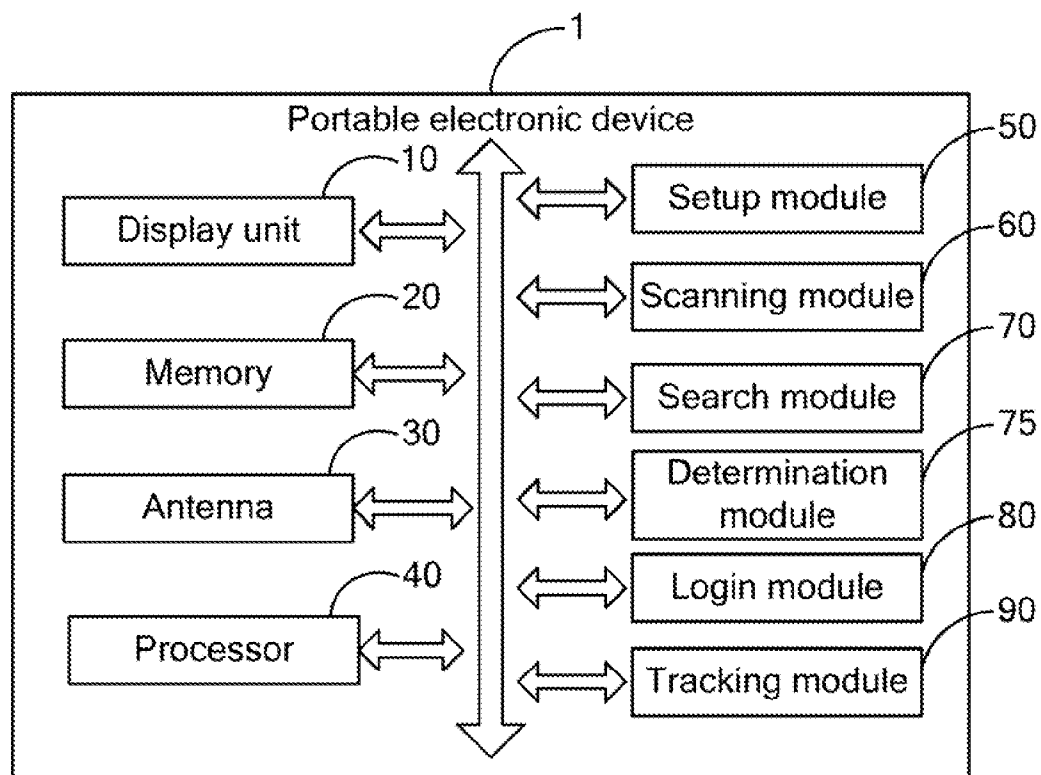 1
Portable electronic device
10
Display unit
20
Memory
30
Antenna
40
Processor
50
Setup module
60
Scanning module
70
Search module
75
Determination
module
80
Login module
90
Tracking module